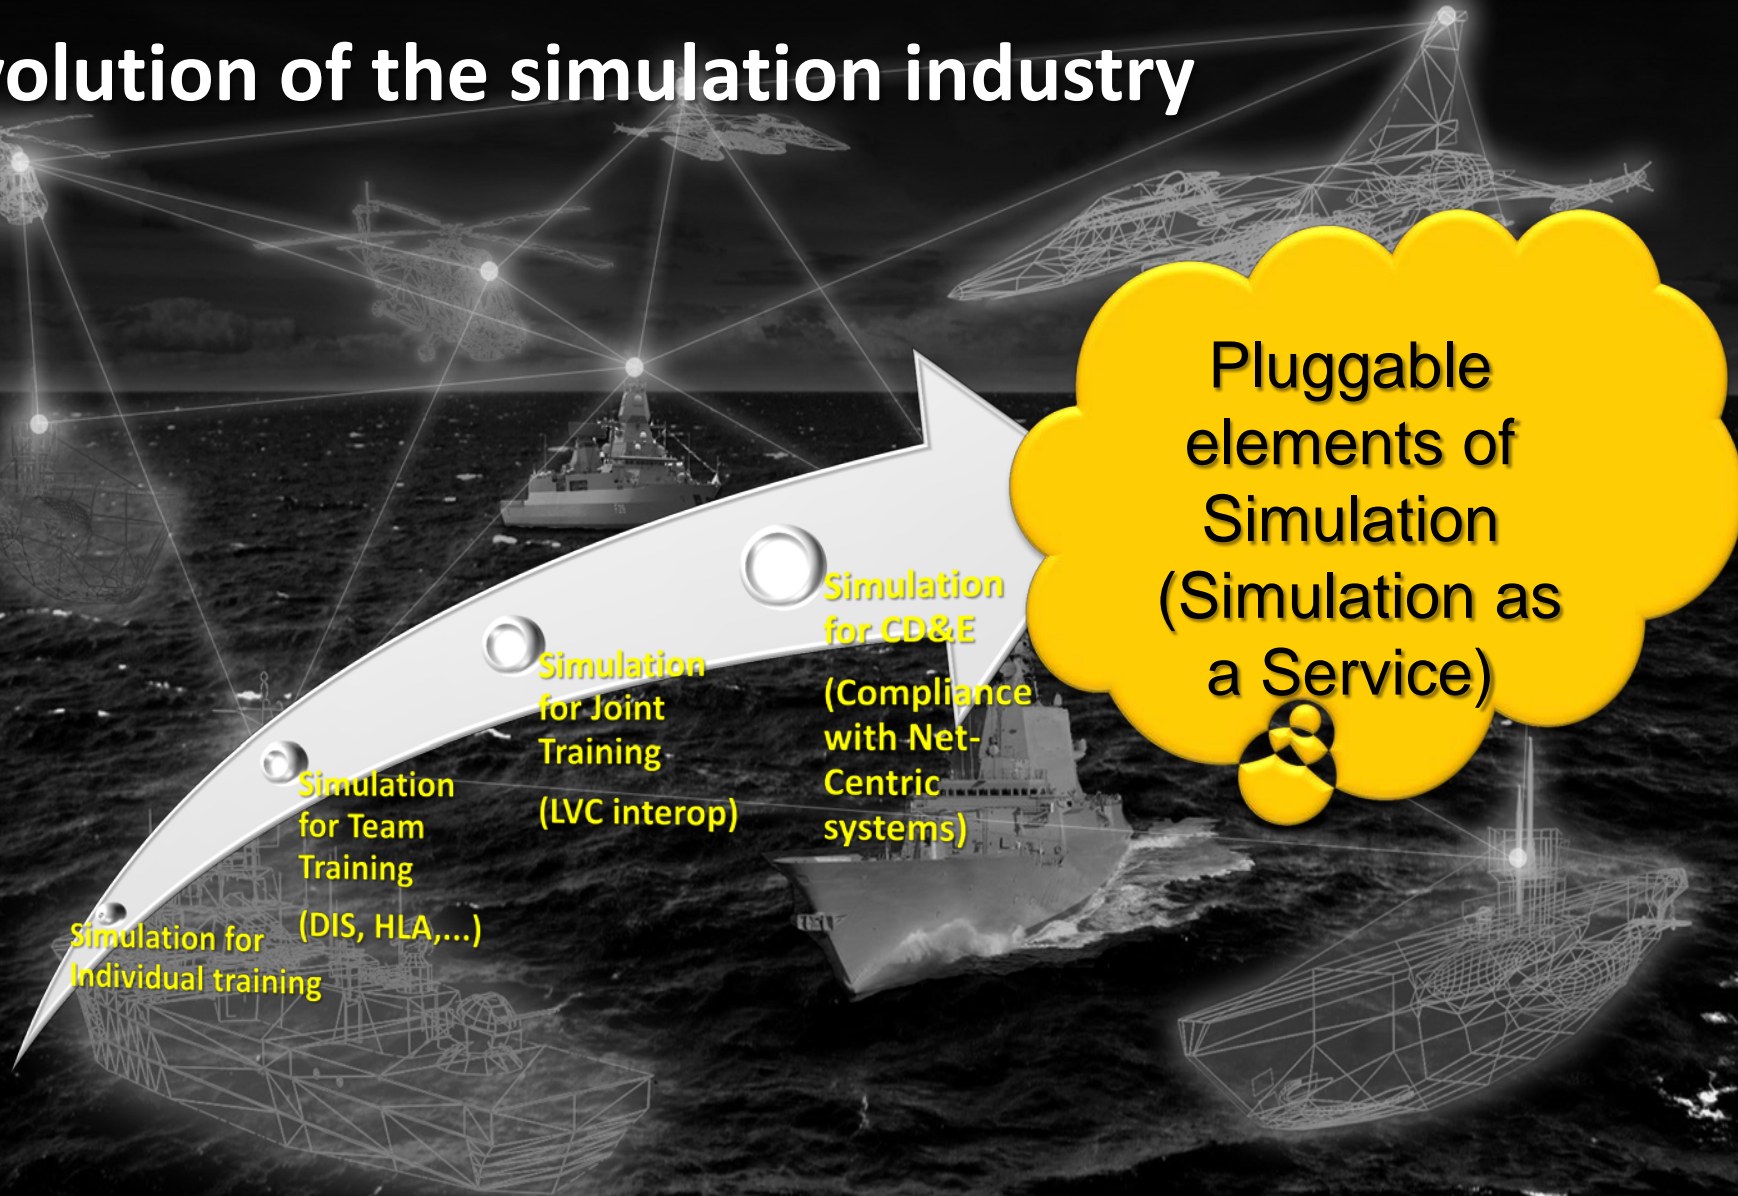 volution of the simulation industry
Pluggable
elements of
Simulation
(Simulation as
a Service)
Simulation
for CD&E
(Compliance
with Net-
Centric
systems)
Simulation
for Joint
Training
(LVC interop)
Simulation
for Team
Training
(DIS, HLA,...)
Simulation for
Individual training